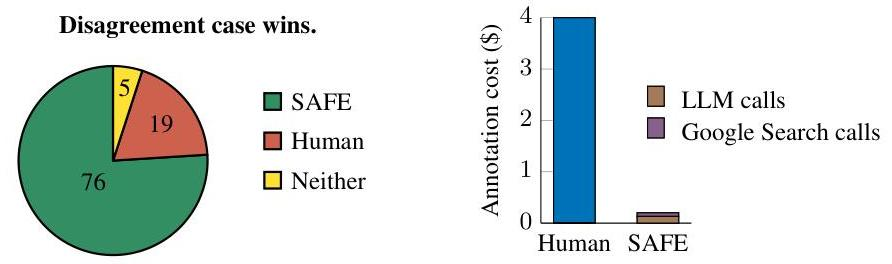 Disagreement case wins.
5
19
76
SAFE
Human
Neither
Annotation cost ($)
4
3
2
1
0
Human SAFE
LLM calls
Google Search calls